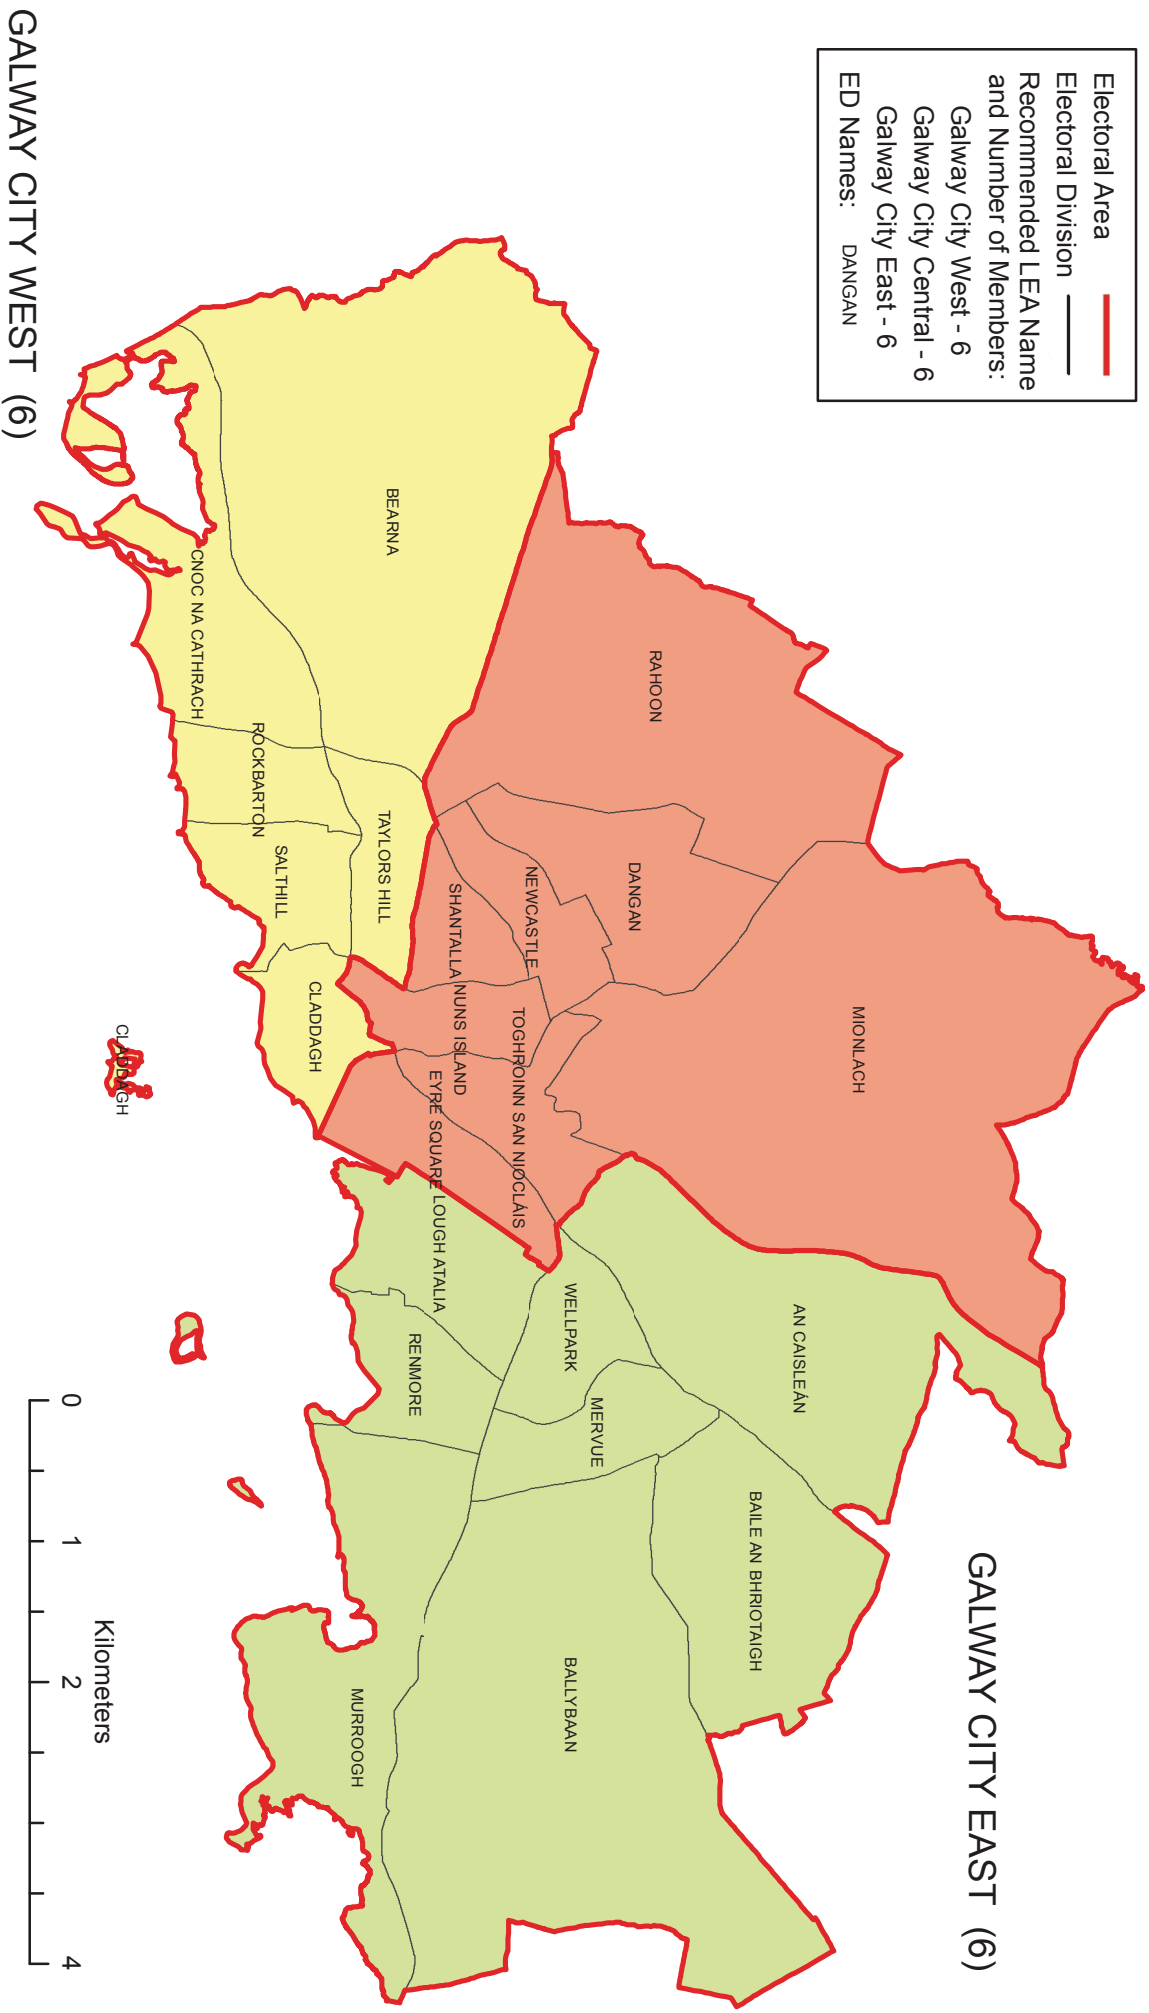 Electoral Area
Electoral Division
Recommended LEA Name
and Number of Members:
Galway City West - 6
Galway City Central - 6
Galway City East - 6
ED Names: DANGAN
GALWAY CITY EAST (6)
MIONLACH
AN CAISLEÁN
BAILE AN BHRIOTAIGH
RAHOON
DANGAN
MERVUE
WELLPARK
BALLYBAAN
NEWCASTLE
TOGHROINN SAN NIOCLÁIS
SHANTALLA
NUNS ISLAND
EYRE SQUARE
LOUGH ATALIA
RENMORE
BEARNA
TAYLORS HILL
MURROOGH
CLADDAGH
SALTHILL
ROCKBARTON
CNOC NA CATHRACH
CLADDAGH
Kilometers
0 1 2 4
GALWAY CITY WEST (6)